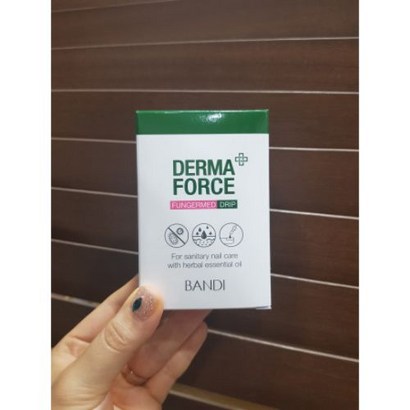 DERMA
FORCE
FUNGERMED DRIP
For sanitary nail care
with herbal essential oil
BANDI